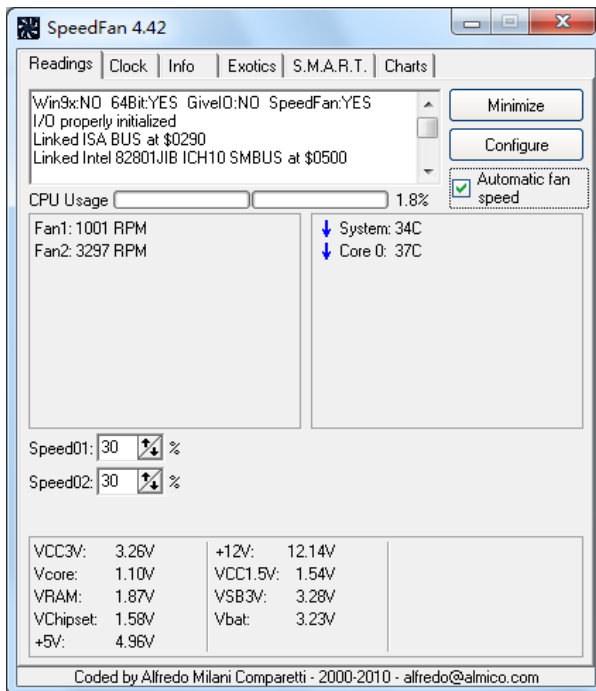 SpeedFan 4.42
Readings Clock Info Exotics S.M.A.R.T. Charts
Win9x:NO 64Bit:YES GiveIO:NO SpeedFan:YES
I/O properly initialized
Linked ISA BUS at $0290
Linked Intel 82801JIB ICH10 SMBUS at $0500
Minimize
Configure
Automatic fan
speed
CPU Usage 1.8%
Fan1: 1001 RPM
Fan2: 3297 RPM
System: 34C
Core 0: 37C
Speed01: 30 %
Speed02: 30 %
VCC3V: 3.26V
Vcore: 1.10V
VRAM: 1.87V
VChipset: 1.58V
+5V: 4.96V
+12V: 12.14V
VCC1.5V: 1.54V
VSB3V: 3.28V
Vbat: 3.23V
Coded by Alfredo Milani Comparetti - 2000-2010 - alfredo@almico.com